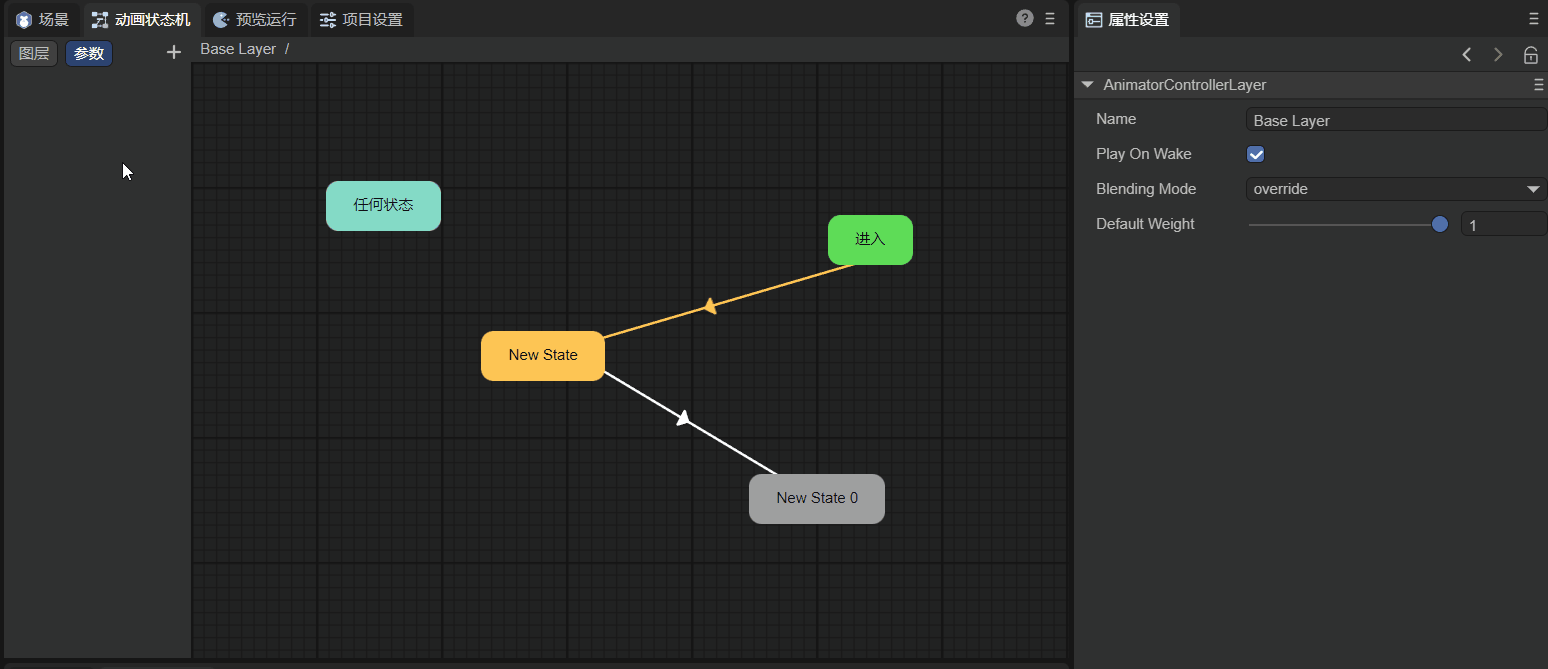 场景 动画状态机 预览运行 项目设置 ?
图层 参数 +
Base Layer /
任何状态
进入
New State
New State 0
属性设置
AnimatorControllerLayer
Name Base Layer
Play On Wake
Blending Mode override
Default Weight 1